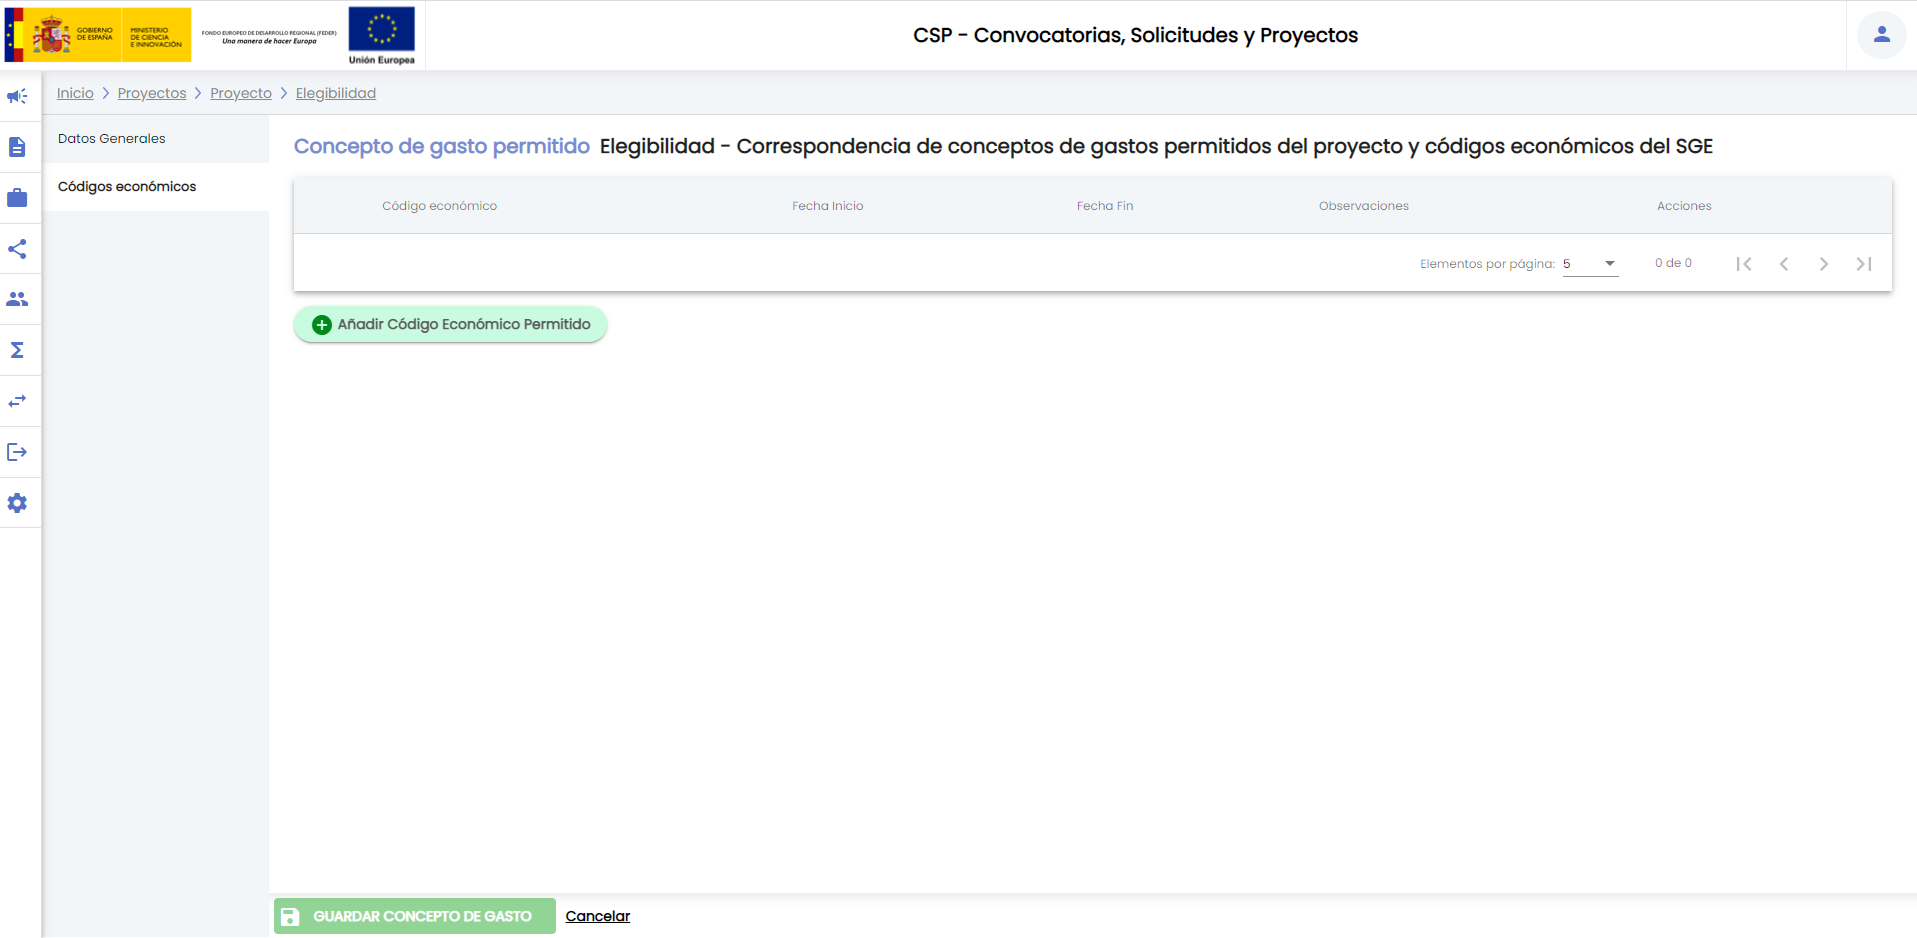 GOBIERNO
DE ESPAÑA
MINISTERIO
DE CIENCIA
E INNOVACIÓN
FONDO EUROPEO DE DESARROLLO REGIONAL (FEDER)
Una manera de hacer Europa
Unión Europea
CSP - Convocatorias, Solicitudes y Proyectos
Inicio > Proyectos > Proyecto > Elegibilidad
Datos Generales
Códigos económicos
Concepto de gasto permitido Elegibilidad - Correspondencia de conceptos de gastos permitidos del proyecto y códigos económicos del SGE
Código económico Fecha Inicio Fecha Fin Observaciones Acciones
Elementos por página: 5 0 de 0
Añadir Código Económico Permitido
GUARDAR CONCEPTO DE GASTO Cancelar